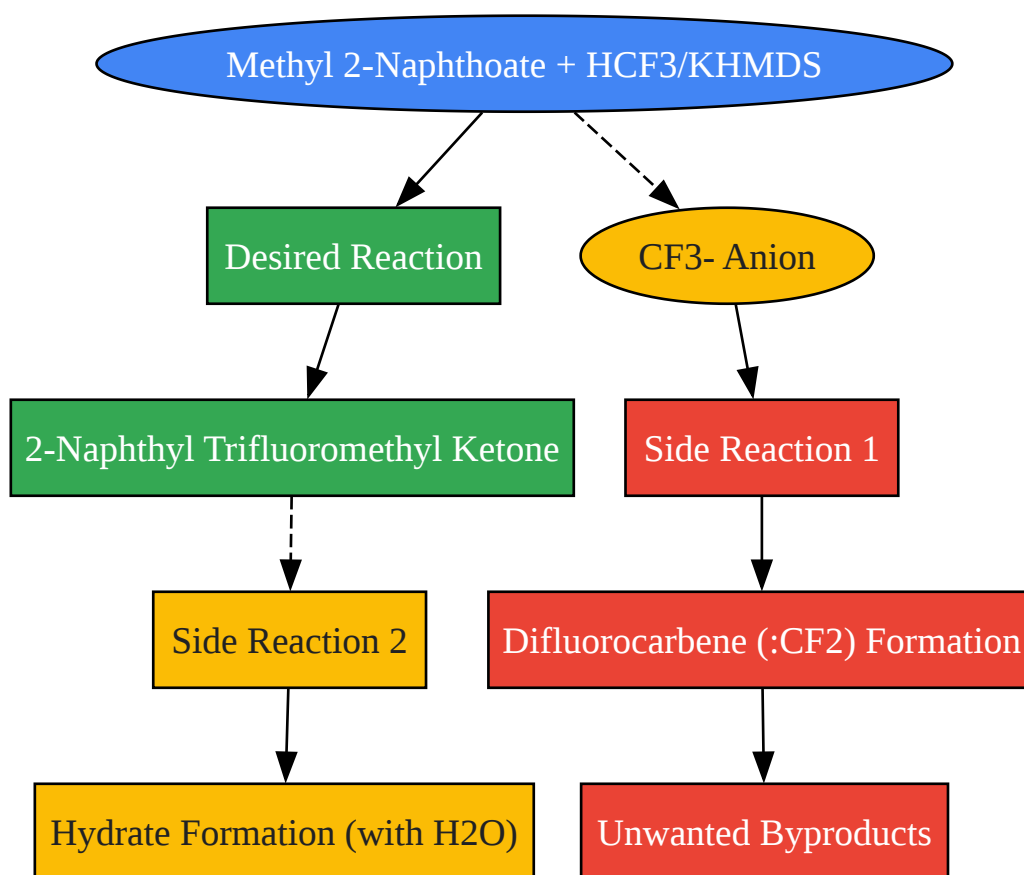 Methyl 2-Naphthoate + HCF3/KHMDS
Desired Reaction
CF3- Anion
2-Naphthyl Trifluoromethyl Ketone
Side Reaction 1
Side Reaction 2
Difluorocarbene (:CF2) Formation
Hydrate Formation (with H2O)
Unwanted Byproducts